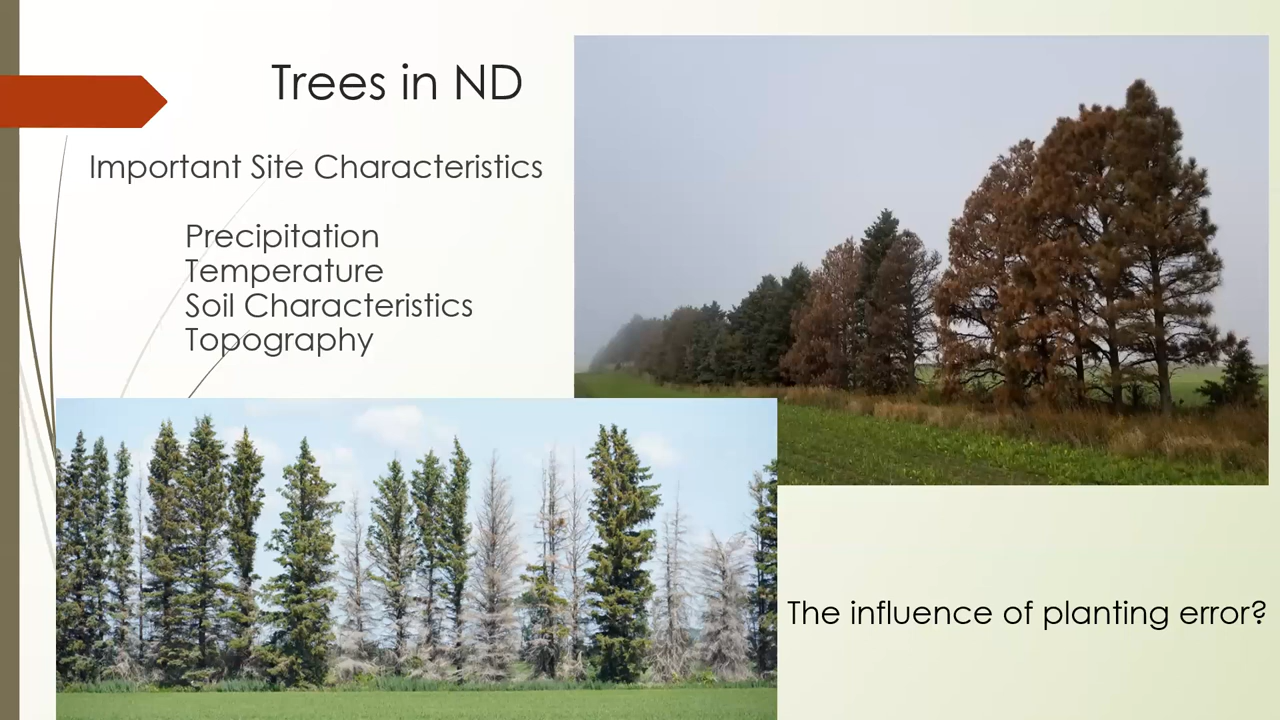 Trees in ND
Important Site Characteristics
Precipitation
Temperature
Soil Characteristics
Topography
The influence of planting error?